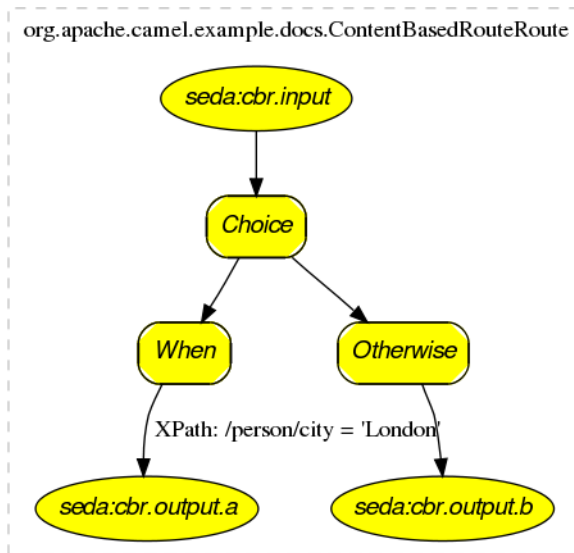 org.apache.camel.example.docs.ContentBasedRouteRoute
seda:cbr.input
Choice
When
Otherwise
XPath: /person/city = 'London'
seda:cbr.output.a
seda:cbr.output.b